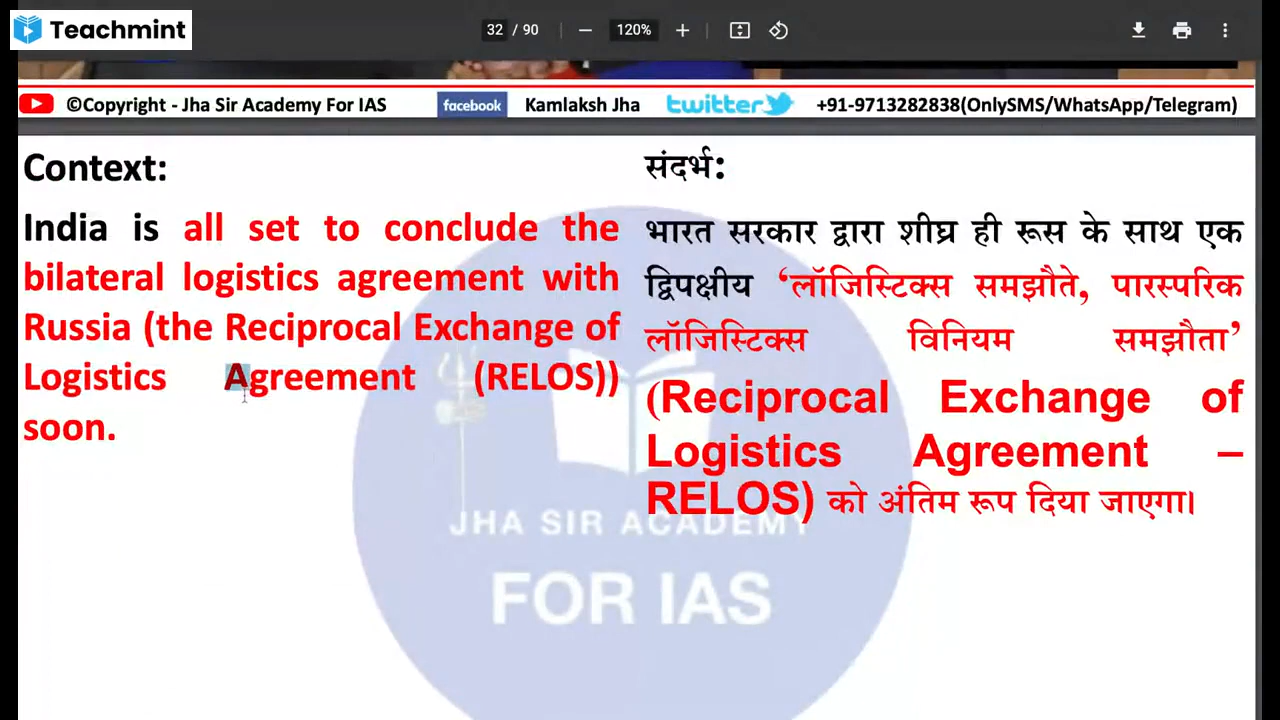 Teachmint
32 / 90
120%
©Copyright - Jha Sir Academy For IAS
facebook
Kamlaksh Jha
twitter
+91-9713282838(OnlySMS/WhatsApp/Telegram)
Context:
India is all set to conclude the
bilateral logistics agreement with
Russia (the Reciprocal Exchange of
Logistics Agreement (RELOS))
soon.
संदर्भ:
भारत सरकार द्वारा शीघ्र ही रूस के साथ एक
द्विपक्षीय ‘लॉजिस्टिक्स समझौते, पारस्परिक
लॉजिस्टिक्स विनियम समझौता’
(Reciprocal Exchange of
Logistics Agreement –
RELOS) को अंतिम रूप दिया जाएगा।
JHA SIR ACADEMY
FOR IAS